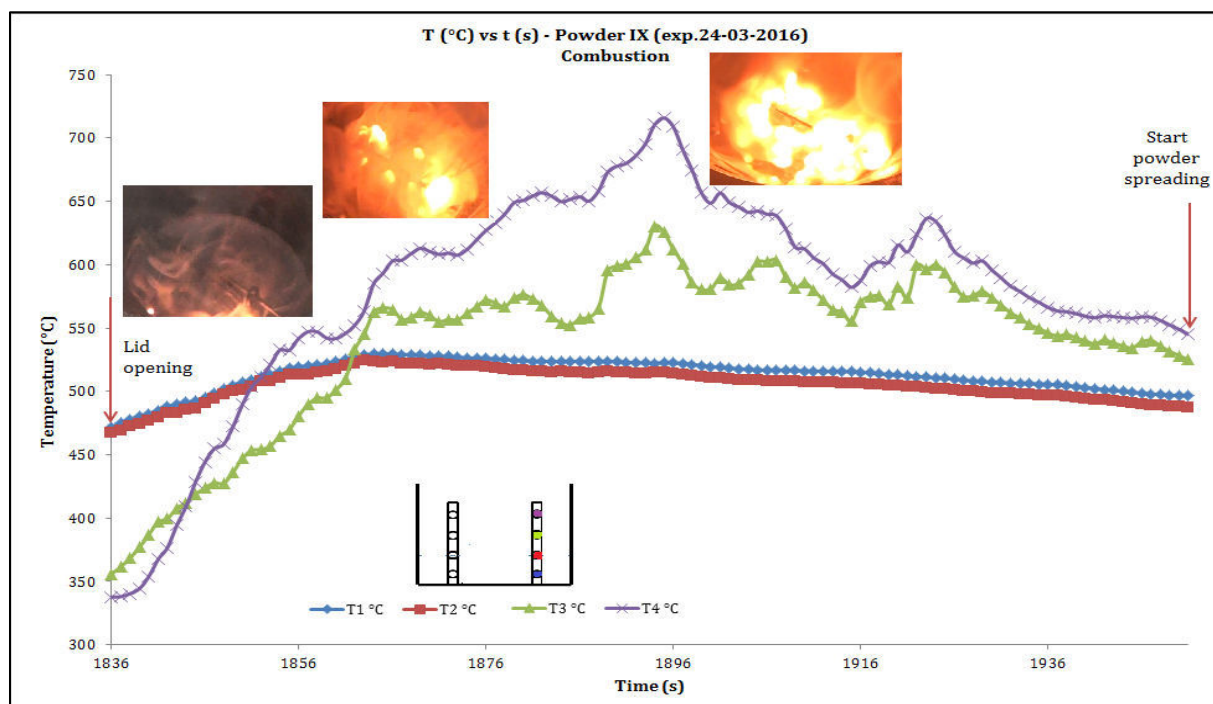 T (°C) vs t (s) - Powder IX (exp.24-03-2016)
Combustion
750
700
650
600
550
500
450
400
350
300
Temperature (°C)
Lid
opening
Start
powder
spreading
T1 °C T2 °C T3 °C T4 °C
1836 1856 1876 1896 1916 1936
Time (s)